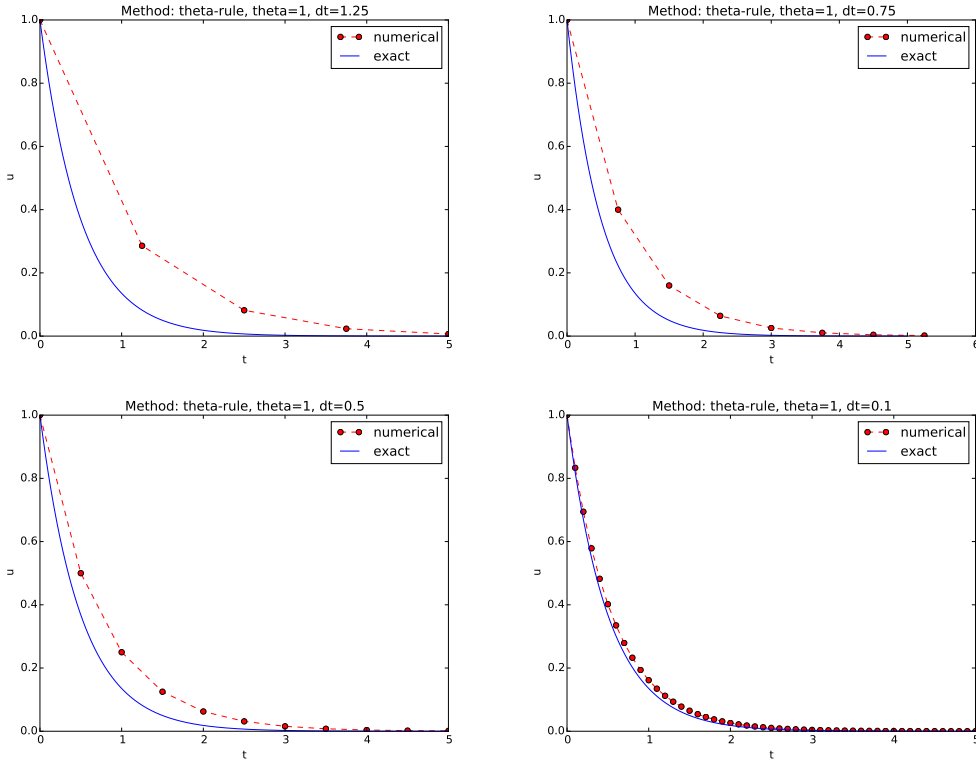 Method: theta-rule, theta=1, dt=1.25
1.0
0.8
0.6
0.4
0.2
0.0
u
0 1 2 3 4 5
t
numerical
exact
Method: theta-rule, theta=1, dt=0.75
1.0
0.8
0.6
0.4
0.2
0.0
u
0 1 2 3 4 5 6
t
numerical
exact
Method: theta-rule, theta=1, dt=0.5
1.0
0.8
0.6
0.4
0.2
0.0
u
0 1 2 3 4 5
t
numerical
exact
Method: theta-rule, theta=1, dt=0.1
1.0
0.8
0.6
0.4
0.2
0.0
u
0 1 2 3 4 5
t
numerical
exact